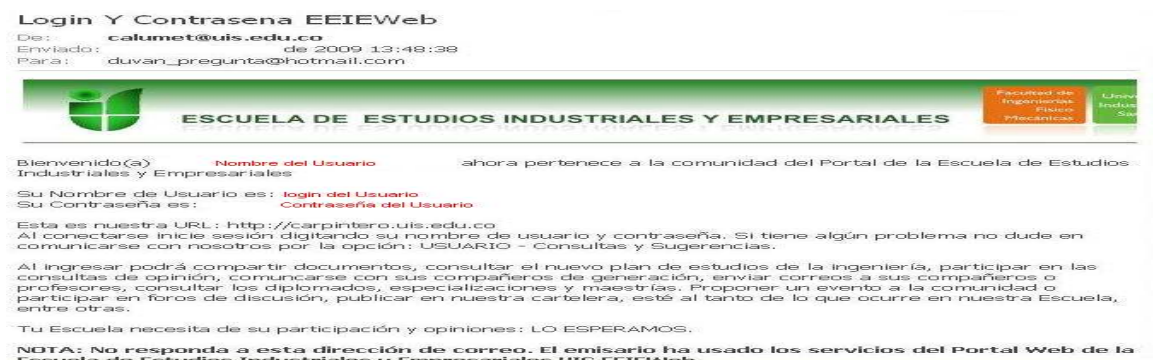 Login Y Contrasena EEIEWeb
De: calumet@uis.edu.co
Enviado: de 2009 13:48:38
Para: duvan_pregunta@hotmail.com
ESCUELA DE ESTUDIOS INDUSTRIALES Y EMPRESARIALES
Facultad de
Ingenierías
Físico
Mecánicas
Bienvenido(a) Nombre del Usuario ahora pertenece a la comunidad del Portal de la Escuela de Estudios
Industriales y Empresariales
Su Nombre de Usuario es: login del Usuario
Su Contraseña es: Contraseña del Usuario
Esta es nuestra URL: http://carpintero.uis.edu.co
Al conectarse inicie sesión digitando su nombre de usuario y contraseña. Si tiene algún problema no dude en
comunicarse con nosotros por la opción: USUARIO - Consultas y Sugerencias.
Al ingresar podrá compartir documentos, consultar el nuevo plan de estudios de la ingeniería, participar en las
consultas de opinión, comuncarse con sus compañeros de generación, enviar correos a sus compañeros o
profesores, consultar los diplomados, especializaciones y maestrías. Proponer un evento a la comunidad o
participar en foros de discusión, publicar en nuestra cartelera, esté al tanto de lo que ocurre en nuestra Escuela,
entre otras.
Tu Escuela necesita de su participación y opiniones: LO ESPERAMOS.
NOTA: No responda a esta dirección de correo. El emisario ha usado los servicios del Portal Web de la
Escuela de Estudios Industriales y Empresariales UIS EEIEWeb